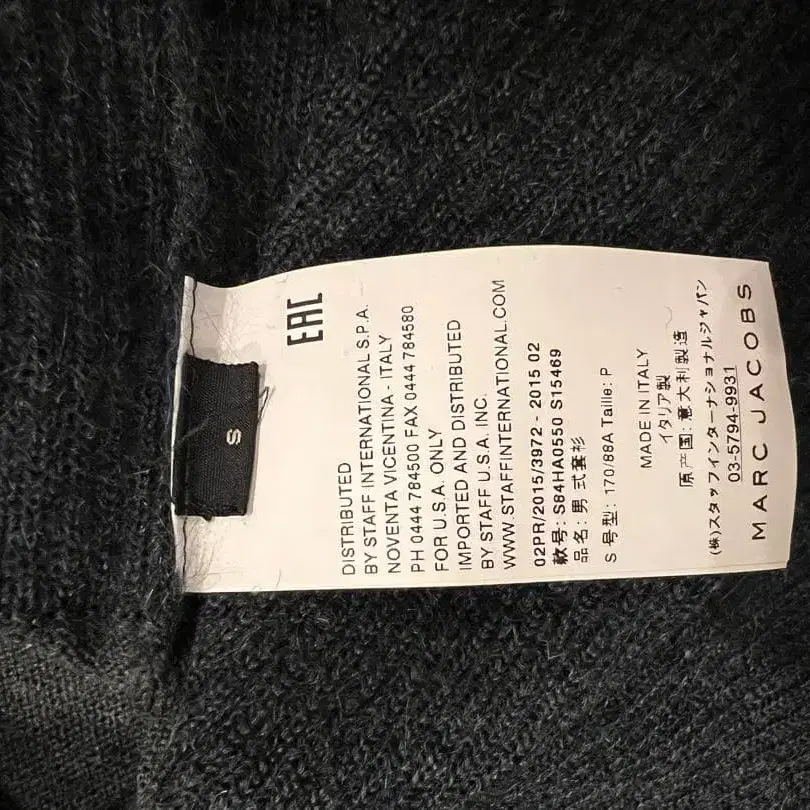 S
EAC
DISTRIBUTED
BY STAFF INTERNATIONAL S.P.A.
NOVENTA VICENTINA - ITALY
PH 0444 784500 FAX 0444 784580
FOR U.S.A. ONLY
IMPORTED AND DISTRIBUTED
BY STAFF U.S.A. INC.
WWW.STAFFINTERNATIONAL.COM
02PR/2015/3972 - 2015 02
款号: S84HA0550 S15469
品名: 男式套衫
S 号型: 170/88A Taille: P
MADE IN ITALY
イタリア製
原产国: 意大利製造
(株)スタッフインターナショナルジャパン
03-5794-9931
MARC JACOBS